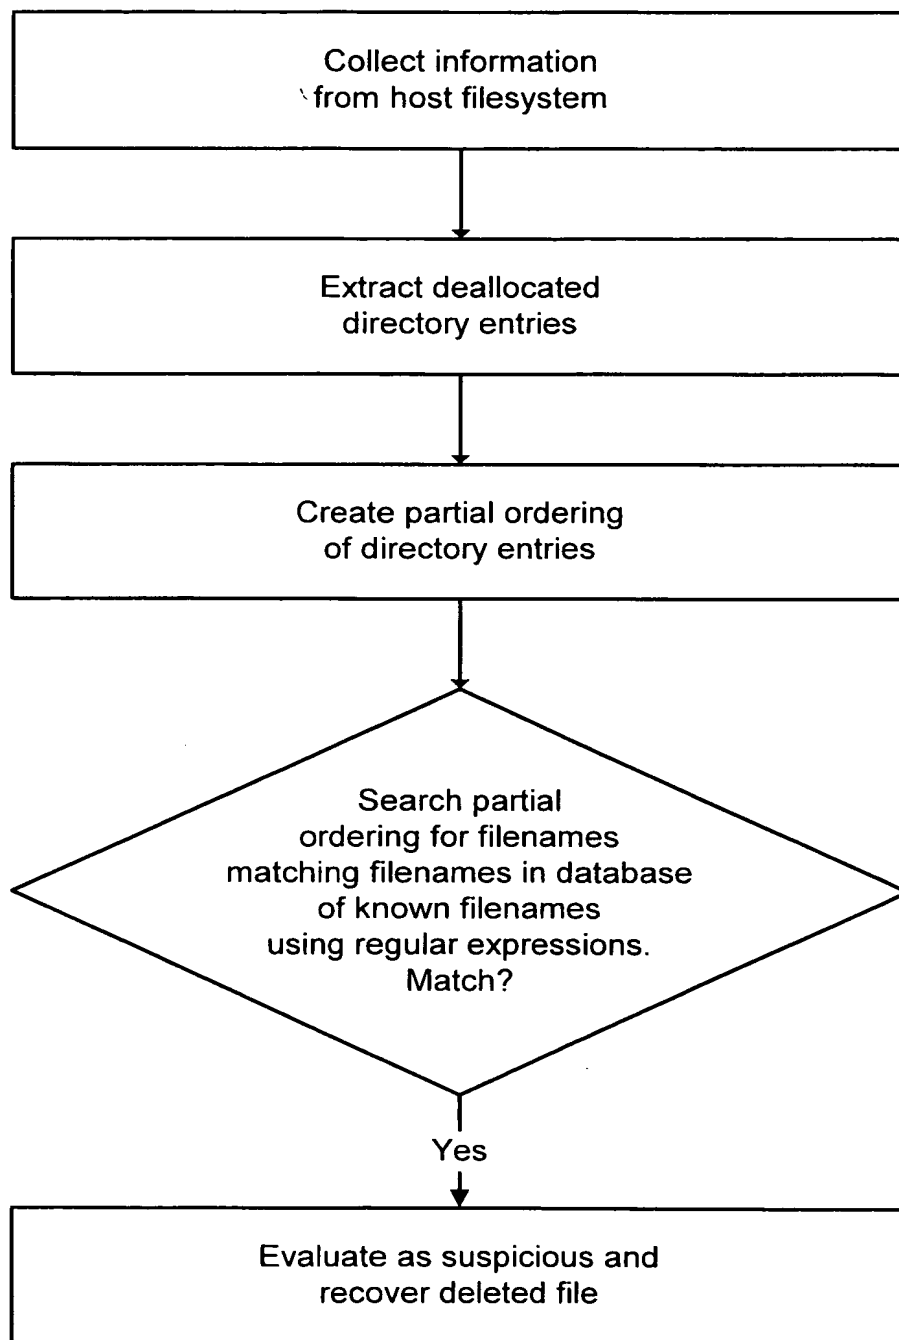 Collect information
from host filesystem
Extract deallocated
directory entries
Create partial ordering
of directory entries
Search partial
ordering for filenames
matching filenames in database
of known filenames
using regular expressions.
Match?
Yes
Evaluate as suspicious and
recover deleted file